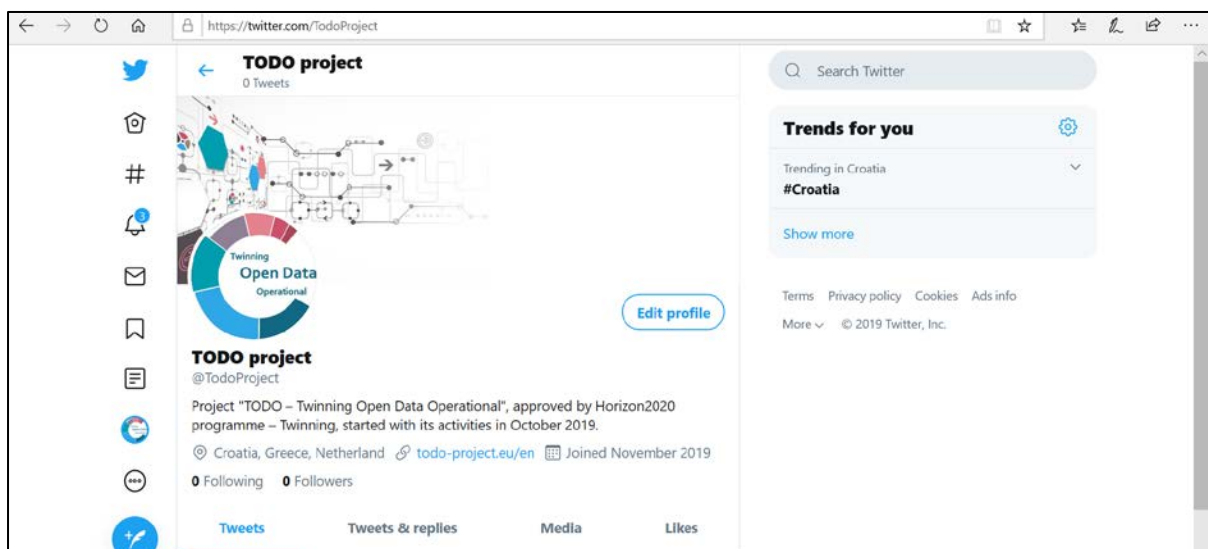 https://twitter.com/TodoProject
TODO project
0 Tweets
Search Twitter
Trends for you
Trending in Croatia
#Croatia
Show more
Terms Privacy policy Cookies Ads info
More © 2019 Twitter, Inc.
3
Twinning
Open Data
Operational
Edit profile
TODO project
@TodoProject
Project "TODO – Twinning Open Data Operational", approved by Horizon2020
programme – Twinning, started with its activities in October 2019.
Croatia, Greece, Netherland todo-project.eu/en Joined November 2019
0 Following 0 Followers
Tweets Tweets & replies Media Likes